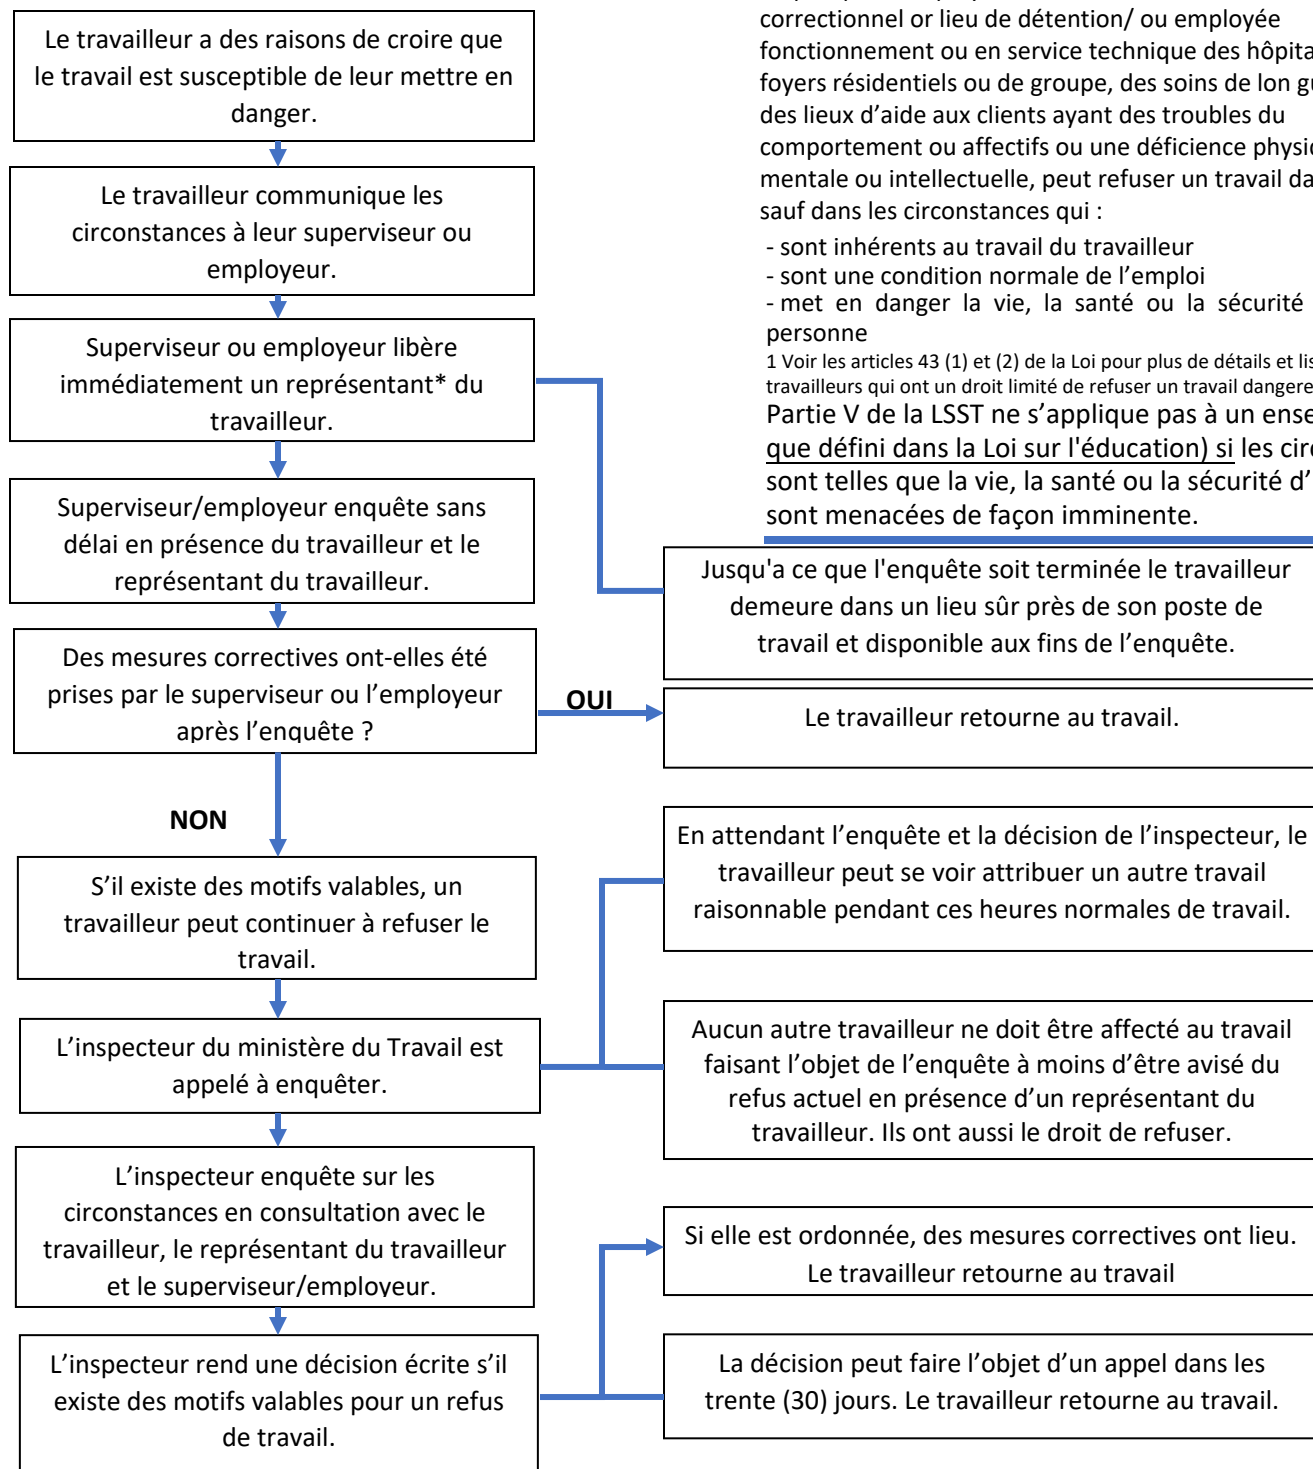 Le travailleur a des raisons de croire que
le travail est susceptible de leur mettre en
danger.
Le travailleur communique les
circonstances à leur superviseur ou
employeur.
Superviseur ou employeur libère
immédiatement un représentant* du
travailleur.
Superviseur/employeur enquête sans
délai en présence du travailleur et le
représentant du travailleur.
Des mesures correctives ont-elles été
prises par le superviseur ou l’employeur
après l’enquête ?
OUI
NON
S’il existe des motifs valables, un
travailleur peut continuer à refuser le
travail.
L’inspecteur du ministère du Travail est
appelé à enquêter.
L’inspecteur enquête sur les
circonstances en consultation avec le
travailleur, le représentant du travailleur
et le superviseur/employeur.
L’inspecteur rend une décision écrite s’il
existe des motifs valables pour un refus
de travail.
correctionnel or lieu de détention/ ou employée
fonctionnement ou en service technique des
foyers résidentiels ou de groupe, des soins de lon
des lieux d’aide aux clients ayant des troubles du
comportement ou affectifs ou une déficience
mentale ou intellectuelle, peut refuser un travail
sauf dans les circonstances qui :
- sont inhérents au travail du travailleur
- sont une condition normale de l’emploi
- met en danger la vie, la santé ou la sécurité
personne
1 Voir les articles 43 (1) et (2) de la Loi pour plus de détails et
travailleurs qui ont un droit limité de refuser un travail
Partie V de la LSST ne s’applique pas à un
que défini dans la Loi sur l'éducation) si les
sont telles que la vie, la santé ou la sécurité d’
sont menacées de façon imminente.
Jusqu'a ce que l'enquête soit terminée le travailleur
demeure dans un lieu sûr près de son poste de
travail et disponible aux fins de l’enquête.
Le travailleur retourne au travail.
En attendant l’enquête et la décision de l’inspecteur, le
travailleur peut se voir attribuer un autre travail
raisonnable pendant ces heures normales de travail.
Aucun autre travailleur ne doit être affecté au travail
faisant l’objet de l’enquête à moins d’être avisé du
refus actuel en présence d’un représentant du
travailleur. Ils ont aussi le droit de refuser.
Si elle est ordonnée, des mesures correctives ont lieu.
Le travailleur retourne au travail
La décision peut faire l’objet d’un appel dans les
trente (30) jours. Le travailleur retourne au travail.